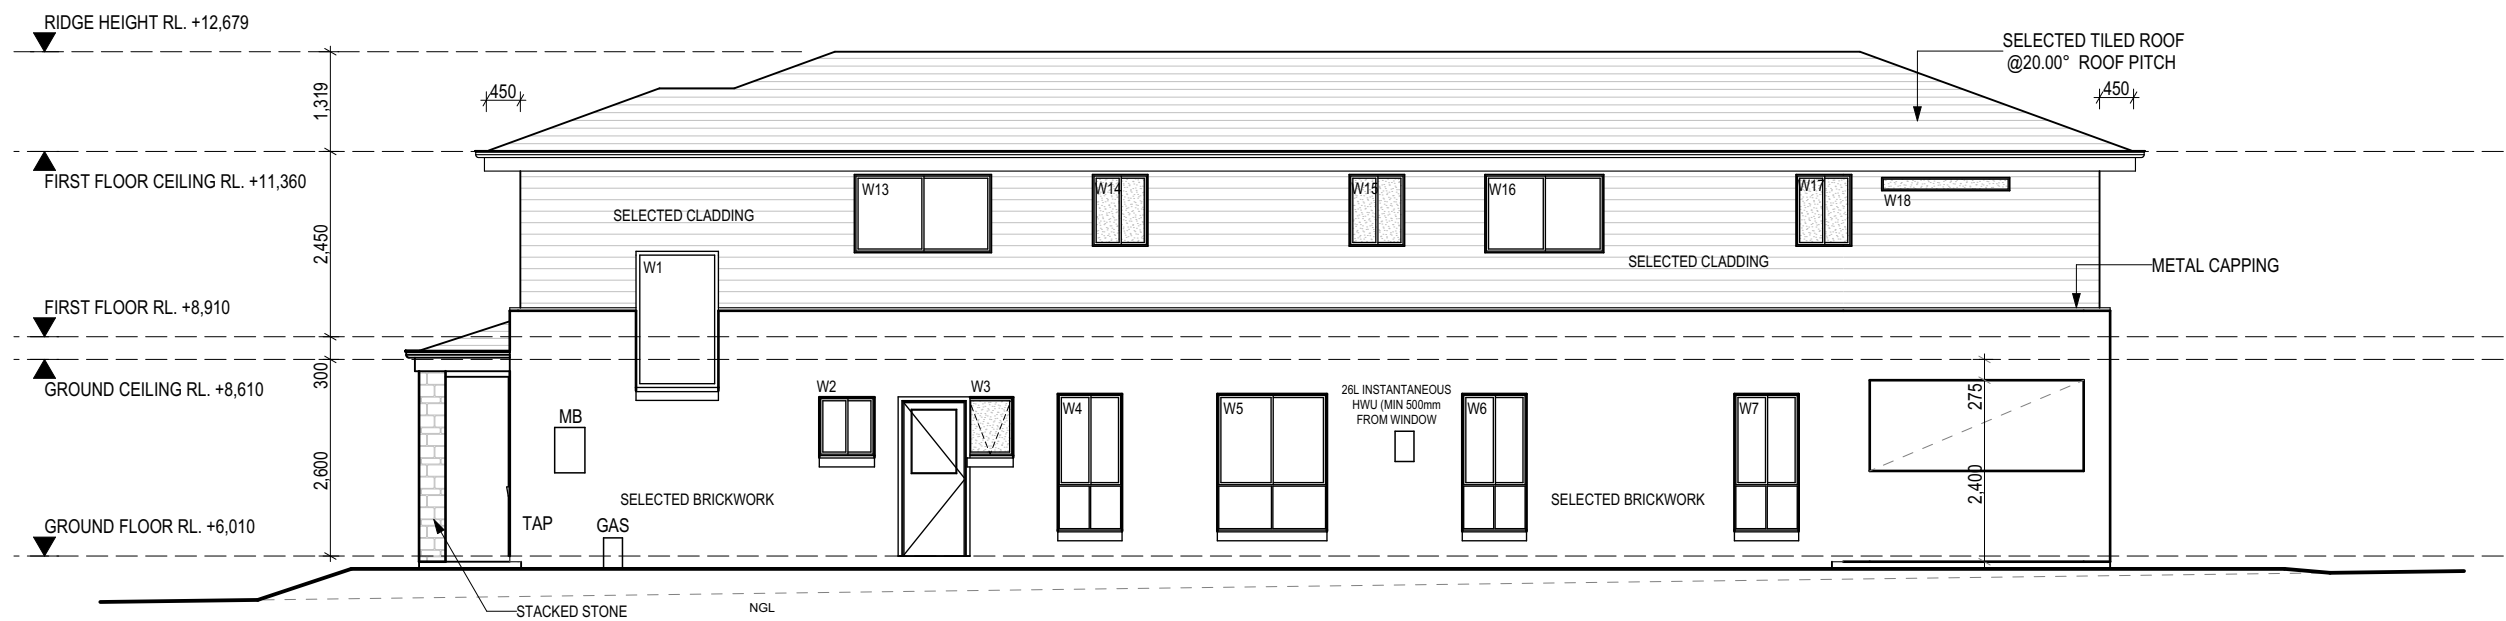 RIDGE HEIGHT RL. +12,679
SELECTED TILED ROOF
@20.00° ROOF PITCH
1,319
450
450
FIRST FLOOR CEILING RL. +11,360
W13
W14
W15
W16
W17
W18
SELECTED CLADDING
2,450
W1
SELECTED CLADDING
METAL CAPPING
FIRST FLOOR RL. +8,910
300
GROUND CEILING RL. +8,610
W2
W3
26L INSTANTANEOUS
HWU (MIN 500mm
FROM WINDOW
275
MB
W4
W5
W6
W7
2,600
SELECTED BRICKWORK
SELECTED BRICKWORK
2,400
GROUND FLOOR RL. +6,010
TAP
GAS
STACKED STONE
NGL